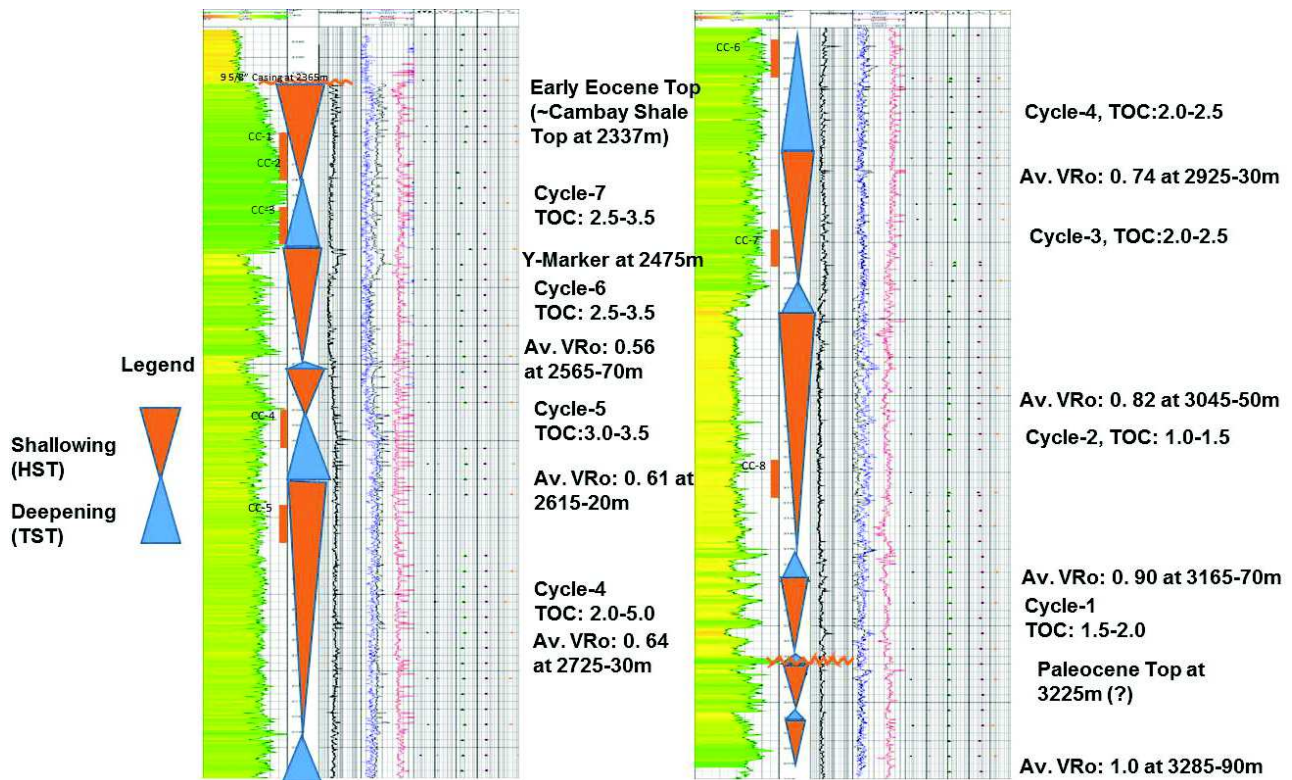 9 5/8" Casing at 2365m
CC-1
CC-2
CC-3
CC-4
CC-5
Legend
Shallowing
(HST)
Deepening
(TST)
Early Eocene Top
(~Cambay Shale
Top at 2337m)
Cycle-7
TOC: 2.5-3.5
Y-Marker at 2475m
Cycle-6
TOC: 2.5-3.5
Av. VRo: 0.56
at 2565-70m
Cycle-5
TOC:3.0-3.5
Av. VRo: 0. 61 at
2615-20m
Cycle-4
TOC: 2.0-5.0
Av. VRo: 0. 64
at 2725-30m
CC-6
CC-7
CC-8
Cycle-4, TOC:2.0-2.5
Av. VRo: 0. 74 at 2925-30m
Cycle-3, TOC:2.0-2.5
Av. VRo: 0. 82 at 3045-50m
Cycle-2, TOC: 1.0-1.5
Av. VRo: 0. 90 at 3165-70m
Cycle-1
TOC: 1.5-2.0
Paleocene Top at
3225m (?)
Av. VRo: 1.0 at 3285-90m